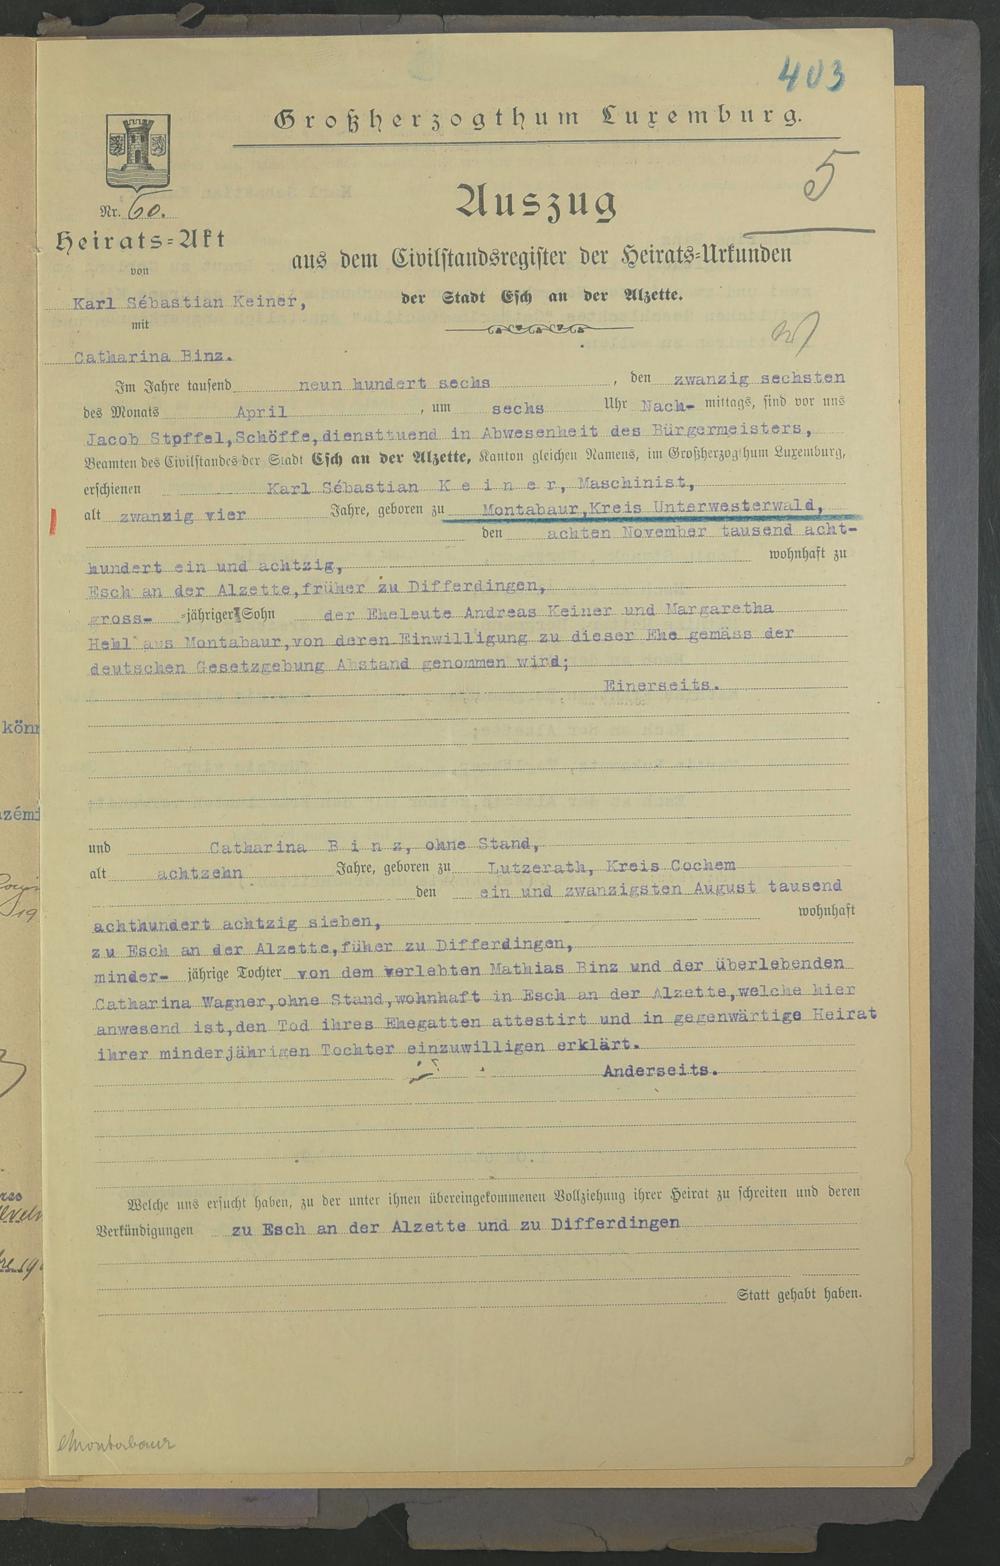 403
Großherzogthum Luxemburg.
5
Nr. 60.
Auszug
Heirats=Akt
aus dem Civilstandsregister der Heirats=Urkunden
von
der Stadt Esch an der Alzette.
Karl Sébastian Keiner,
mit
Catharina Binz.
Im Jahre tausend neun hundert sechs, den zwanzig sechsten
des Monats April, um sechs Uhr Nach- mittags, sind vor uns
Jacob Stpffel,Schöffe,diensttuend in Abwesenheit des Bürgermeisters,
Beamten des Civilstandes der Stadt Esch an der Alzette, Kanton gleichen Namens, im Großherzogthum Luxemburg,
erschienen Karl Sébastian K e i n e r, Maschinist,
alt zwanzig vier Jahre, geboren zu Montabaur,Kreis Unterwesterwald,
den achten November tausend acht-
hundert ein und achtzig, wohnhaft zu
Esch an der Alzette,früher zu Differdingen,
gross- =jähriger Sohn der Eheleute Andreas Keiner und Margaretha
Hehl aus Montabaur,von deren Einwilligung zu dieser Ehe gemäss der
deutschen Gesetzgebung Abstand genommen wird;
Einerseits.
und Catharina B i n z, ohne Stand,
alt achtzehn Jahre, geboren zu Lutzerath, Kreis Cochem
den ein und zwanzigsten August tausend
achthundert achtzig sieben, wohnhaft
zu Esch an der Alzette,füher zu Differdingen,
minder- jährige Tochter von dem verlebten Mathias Binz und der überlebenden
Catharina Wagner,ohne Stand,wohnhaft in Esch an der Alzette,welche hier
anwesend ist,den Tod ihres Ehegatten attestirt und in gegenwärtige Heirat
ihrer minderjährigen Tochter einzuwilligen erklärt.
Anderseits.
Welche uns ersucht haben, zu der unter ihnen übereingekommenen Vollziehung ihrer Heirat zu schreiten und deren
Verkündigungen zu Esch an der Alzette und zu Differdingen
Statt gehabt haben.
Montabaur